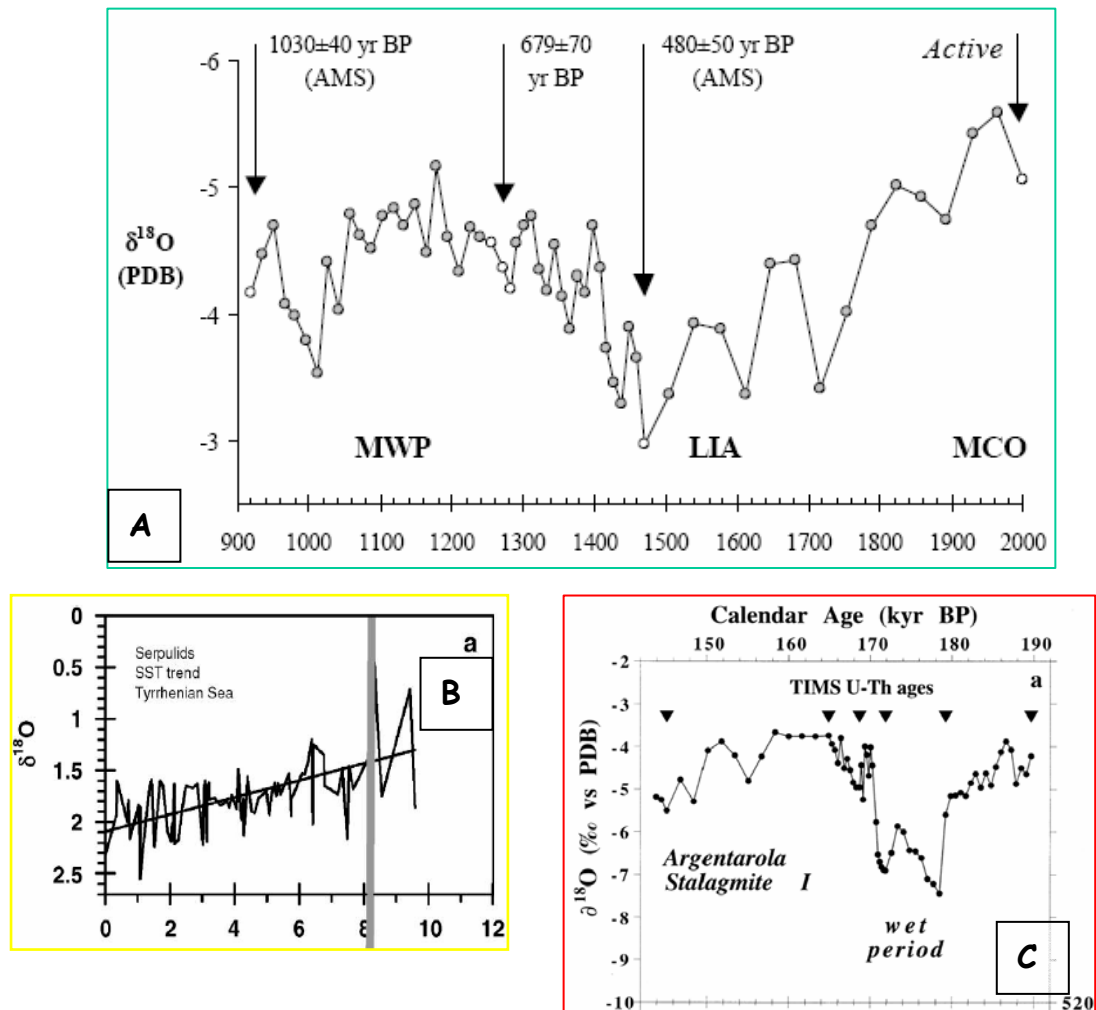 1030±40 yr BP
(AMS)
679±70
yr BP
480±50 yr BP
(AMS)
Active
-6
-5
-4
-3
δ¹⁸O
(PDB)
MWP
LIA
MCO
A
900 1000 1100 1200 1300 1400 1500 1600 1700 1800 1900 2000
0
0.5
1
1.5
2
2.5
δ¹⁸O
Serpulids
SST trend
Tyrrhenian Sea
a
B
0 2 4 6 8 10 12
Calendar Age (kyr BP)
150 160 170 179 190
TIMS U-Th ages
a
-2
-3
-4
-5
-6
-7
-8
-9
-10
∂¹⁸O (‰ vs PDB)
Argentarola
Stalagmite I
wet
period
C
520